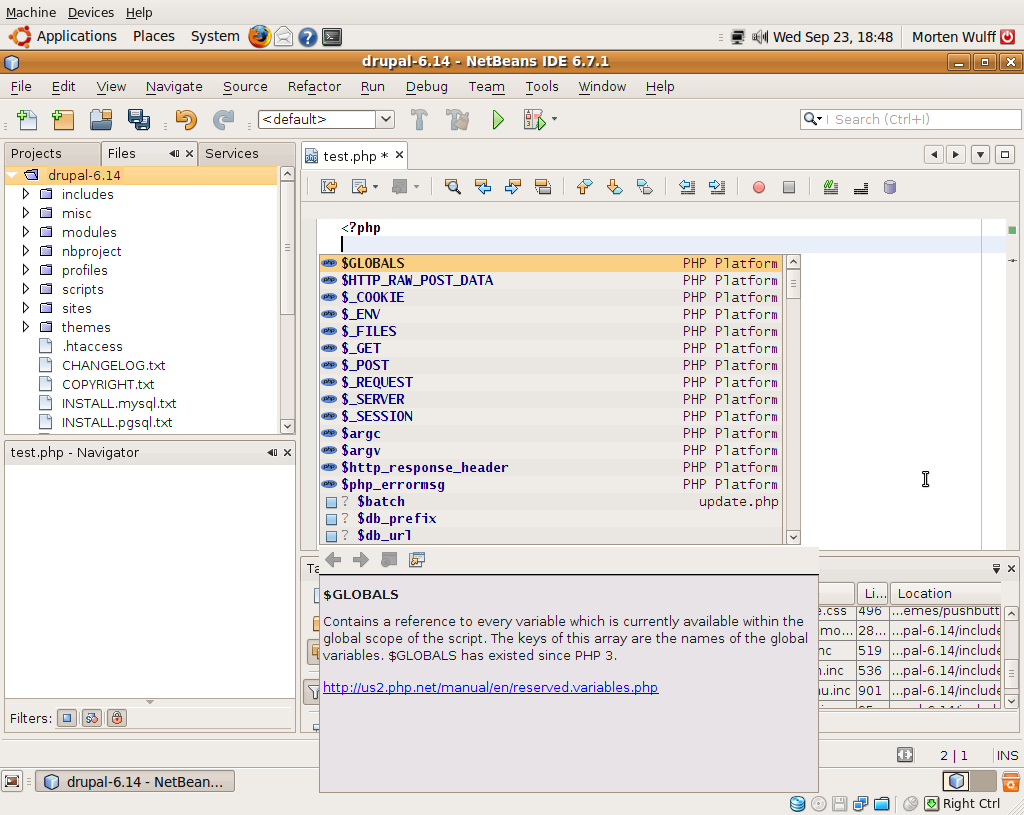 Machine Devices Help
Applications Places System Wed Sep 23, 18:48 Morten Wulff
drupal-6.14 - NetBeans IDE 6.7.1
File Edit View Navigate Source Refactor Run Debug Team Tools Window Help
<default> Search (Ctrl+I)
Projects Files Services
test.php *
drupal-6.14
includes
misc
modules
nbproject
profiles
scripts
sites
themes
.htaccess
CHANGELOG.txt
COPYRIGHT.txt
INSTALL.mysql.txt
INSTALL.pgsql.txt
test.php - Navigator
Filters:
<?php
$GLOBALS PHP Platform
$HTTP_RAW_POST_DATA PHP Platform
$_COOKIE PHP Platform
$_ENV PHP Platform
$_FILES PHP Platform
$_GET PHP Platform
$_POST PHP Platform
$_REQUEST PHP Platform
$_SERVER PHP Platform
$_SESSION PHP Platform
$argc PHP Platform
$argv PHP Platform
$http_response_header PHP Platform
$php_errormsg PHP Platform
? $batch update.php
? $db_prefix
? $db_url
$GLOBALS
Contains a reference to every variable which is currently available within the
global scope of the script. The keys of this array are the names of the global
variables. $GLOBALS has existed since PHP 3.
http://us2.php.net/manual/en/reserved.variables.php
Ta
Li... Location
e.css 496 ...emes/pushbutt
mo... 28... ...pal-6.14/include
nc 519 ...pal-6.14/include
n.inc 536 ...pal-6.14/include
nu.inc 901 ...pal-6.14/include
2 | 1 INS
drupal-6.14 - NetBean...
Right Ctrl